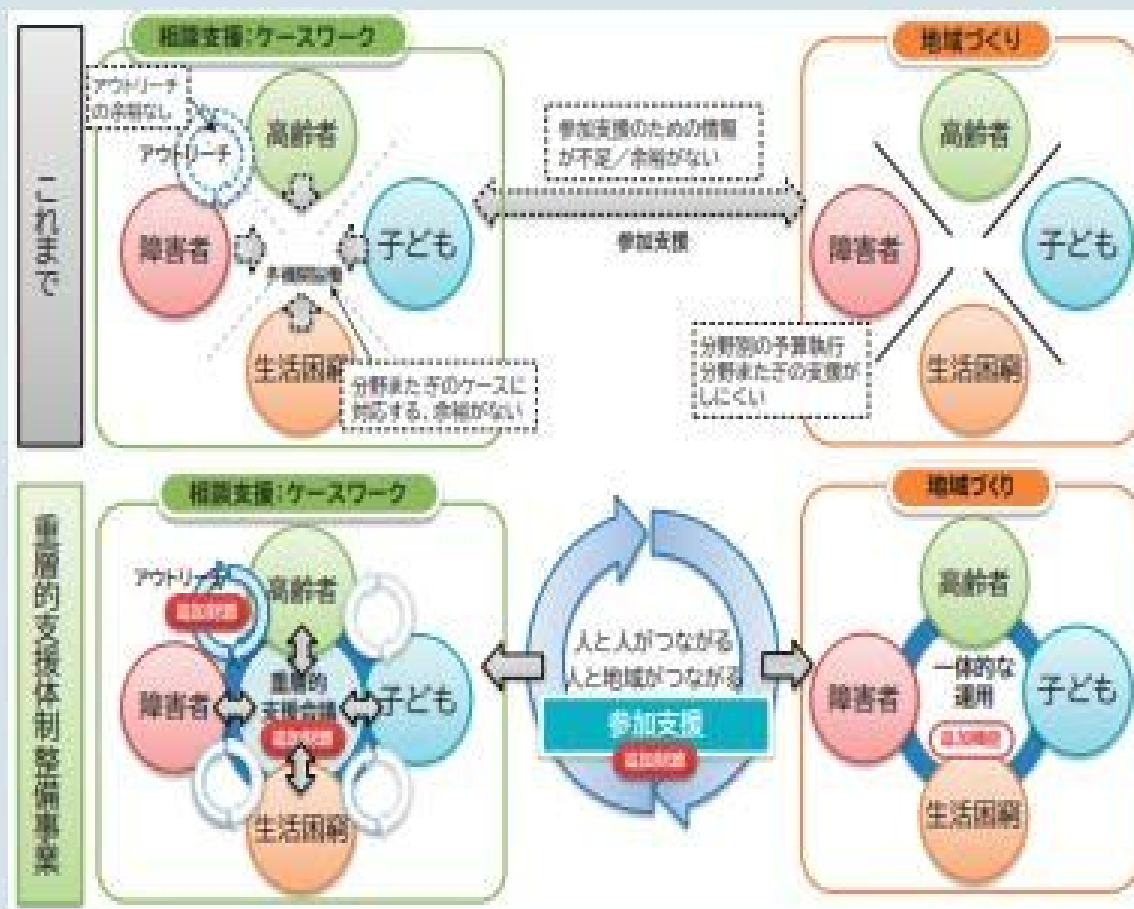 これまで
相談支援:ケースワーク
アウトリーチ
の余裕なし
アウトリーチ
高齢者
障害者
子ども
生活困窮
分野またぎのケースに
対応する、余裕がない
参加支援のための情報
が不足/余裕がない
参加支援
地域づくり
高齢者
障害者
子ども
生活困窮
分野別の予算執行
分野またぎの支援が
しにくい
重層的支援体制整備事業
相談支援:ケースワーク
アウトリーチ
高齢者
障害者
重層的
支援会議
子ども
生活困窮
人と人がつながる
人と地域がつながる
参加支援
地域づくり
高齢者
障害者
一体的な
運用
子ども
生活困窮